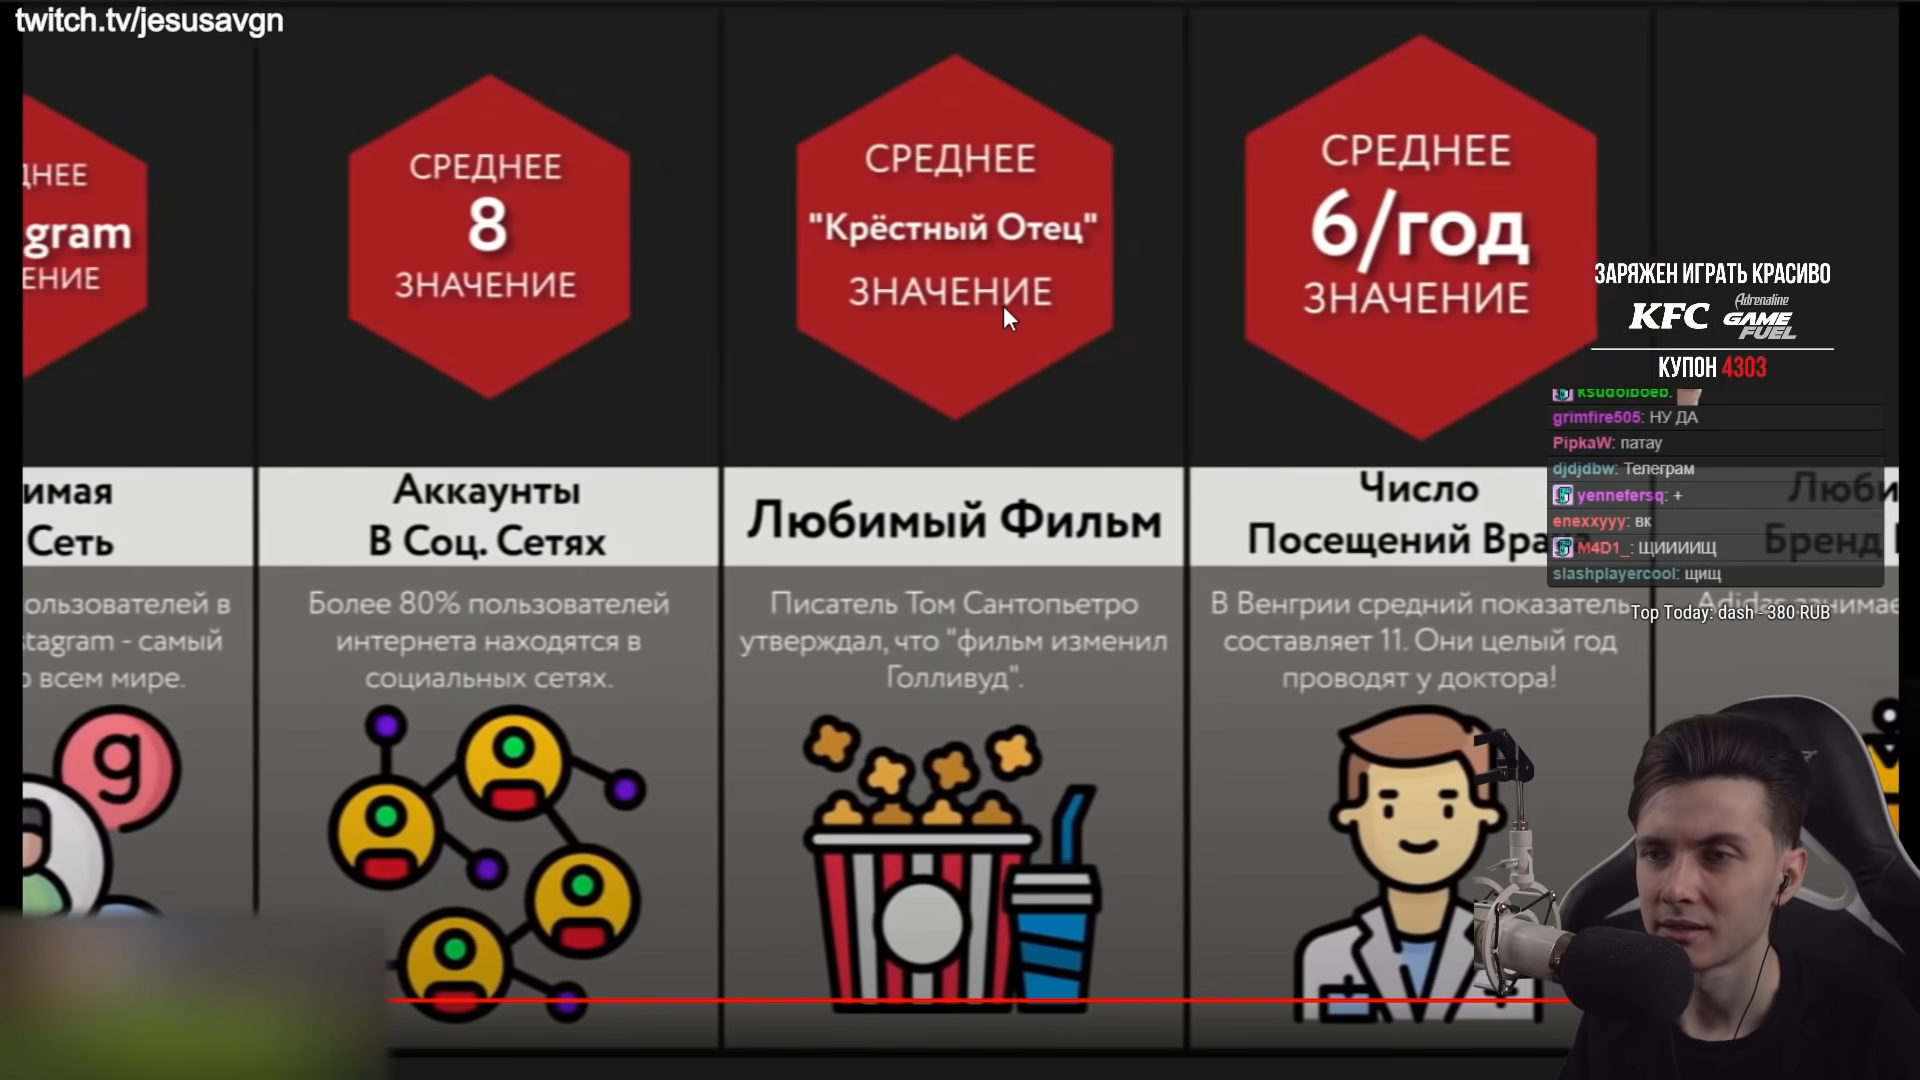 twitch.tv/jesusavgn
СРЕДНЕЕ
8
ЗНАЧЕНИЕ
СРЕДНЕЕ
"Крёстный Отец"
ЗНАЧЕНИЕ
СРЕДНЕЕ
6/год
ЗНАЧЕНИЕ
ДНЕЕ
gram
ЕНИЕ
имая
Сеть
Аккаунты
В Соц. Сетях
Любимый Фильм
Число
Посещений Вра
Люби
Бренд
ользователей в
stagram - самый
о всем мире.
Более 80% пользователей
интернета находятся в
социальных сетях.
Писатель Том Сантопьетро
утверждал, что "фильм изменил
Голливуд".
В Венгрии средний показатель
составляет 11. Они целый год
проводят у доктора!
Adidas занимае
g
ЗАРЯЖЕН ИГРАТЬ КРАСИВО
KFC Adrenaline
GAME
FUEL
КУПОН 4303
ksudolboeb:
grimfire505: НУ ДА
PipkaW: патау
djdjdbw: Телеграм
yennefersq: +
enexxyyy: вк
M4D1_: ЩИИИИЩ
slashplayercool: щищ
Top Today: dash - 380 RUB